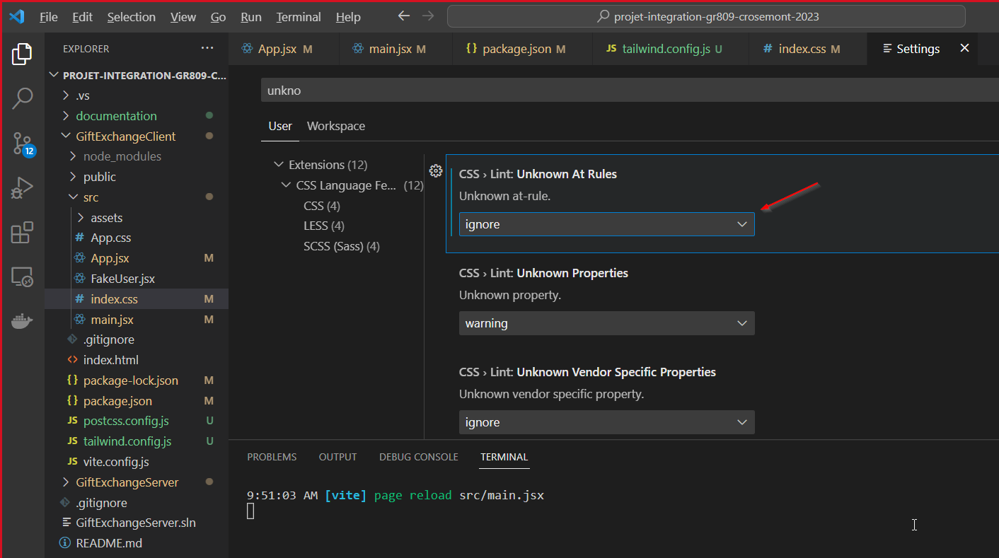 File Edit Selection View Go Run Terminal Help
projet-integration-gr809-crosemont-2023
EXPLORER
PROJET-INTEGRATION-GR809-C...
.vs
documentation
GiftExchangeClient
node_modules
public
src
assets
# App.css
App.jsx M
FakeUser.jsx
# index.css M
main.jsx M
.gitignore
<> index.html
{} package-lock.json M
{} package.json M
JS postcss.config.js U
JS tailwind.config.js U
JS vite.config.js
GiftExchangeServer
.gitignore
GiftExchangeServer.sln
README.md
12
App.jsx M
main.jsx M
{} package.json M
JS tailwind.config.js U
# index.css M
Settings
unkno
User Workspace
Extensions (12)
CSS Language Fe... (12)
CSS (4)
LESS (4)
SCSS (Sass) (4)
CSS › Lint: Unknown At Rules
Unknown at-rule.
ignore
CSS › Lint: Unknown Properties
Unknown property.
warning
CSS › Lint: Unknown Vendor Specific Properties
Unknown vendor specific property.
ignore
PROBLEMS OUTPUT DEBUG CONSOLE TERMINAL
9:51:03 AM [vite] page reload src/main.jsx